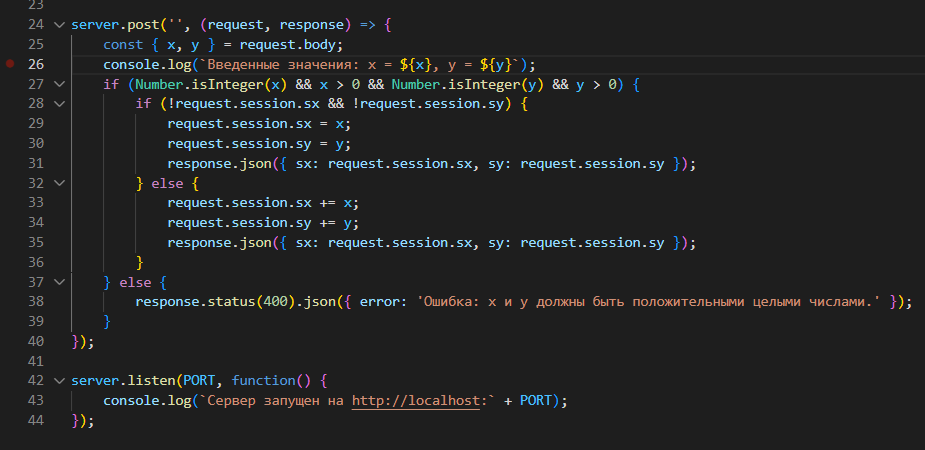 23
24 server.post('', (request, response) => {
25 const { x, y } = request.body;
26 console.log(`Введенные значения: x = ${x}, y = ${y}`);
27 if (Number.isInteger(x) && x > 0 && Number.isInteger(y) && y > 0) {
28 if (!request.session.sx && !request.session.sy) {
29 request.session.sx = x;
30 request.session.sy = y;
31 response.json({ sx: request.session.sx, sy: request.session.sy });
32 } else {
33 request.session.sx += x;
34 request.session.sy += y;
35 response.json({ sx: request.session.sx, sy: request.session.sy });
36 }
37 } else {
38 response.status(400).json({ error: 'Ошибка: x и y должны быть положительными целыми числами.' });
39 }
40 });
41
42 server.listen(PORT, function() {
43 console.log(`Сервер запущен на http://localhost:` + PORT);
44 });